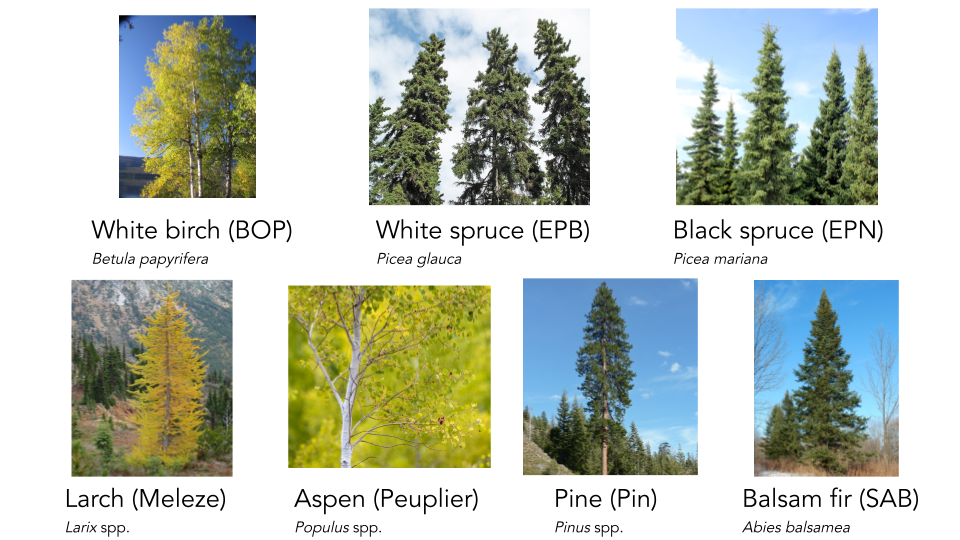 White birch (BOP)
Betula papyrifera
White spruce (EPB)
Picea glauca
Black spruce (EPN)
Picea mariana
Larch (Meleze)
Larix spp.
Aspen (Peuplier)
Populus spp.
Pine (Pin)
Pinus spp.
Balsam fir (SAB)
Abies balsamea